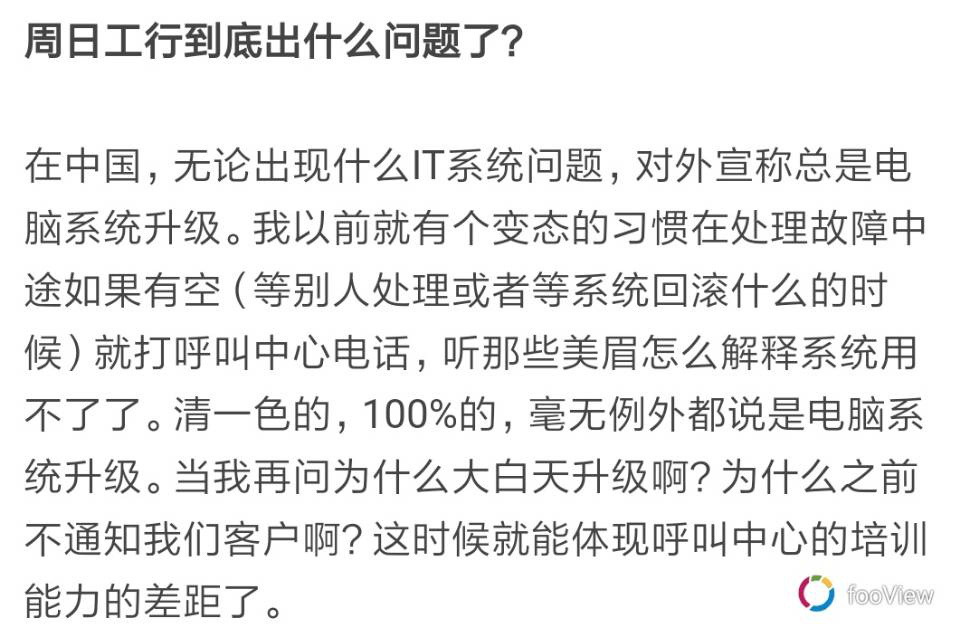 周日工行到底出什么问题了?
在中国，无论出现什么IT系统问题，对外宣称总是电
脑系统升级。我以前就有个变态的习惯在处理故障中
途如果有空（等别人处理或者等系统回滚什么的时
候）就打呼叫中心电话，听那些美眉怎么解释系统用
不了了。清一色的，100%的，毫无例外都说是电脑系
统升级。当我再问为什么大白天升级啊? 为什么之前
不通知我们客户啊? 这时候就能体现呼叫中心的培训
能力的差距了。
fooView